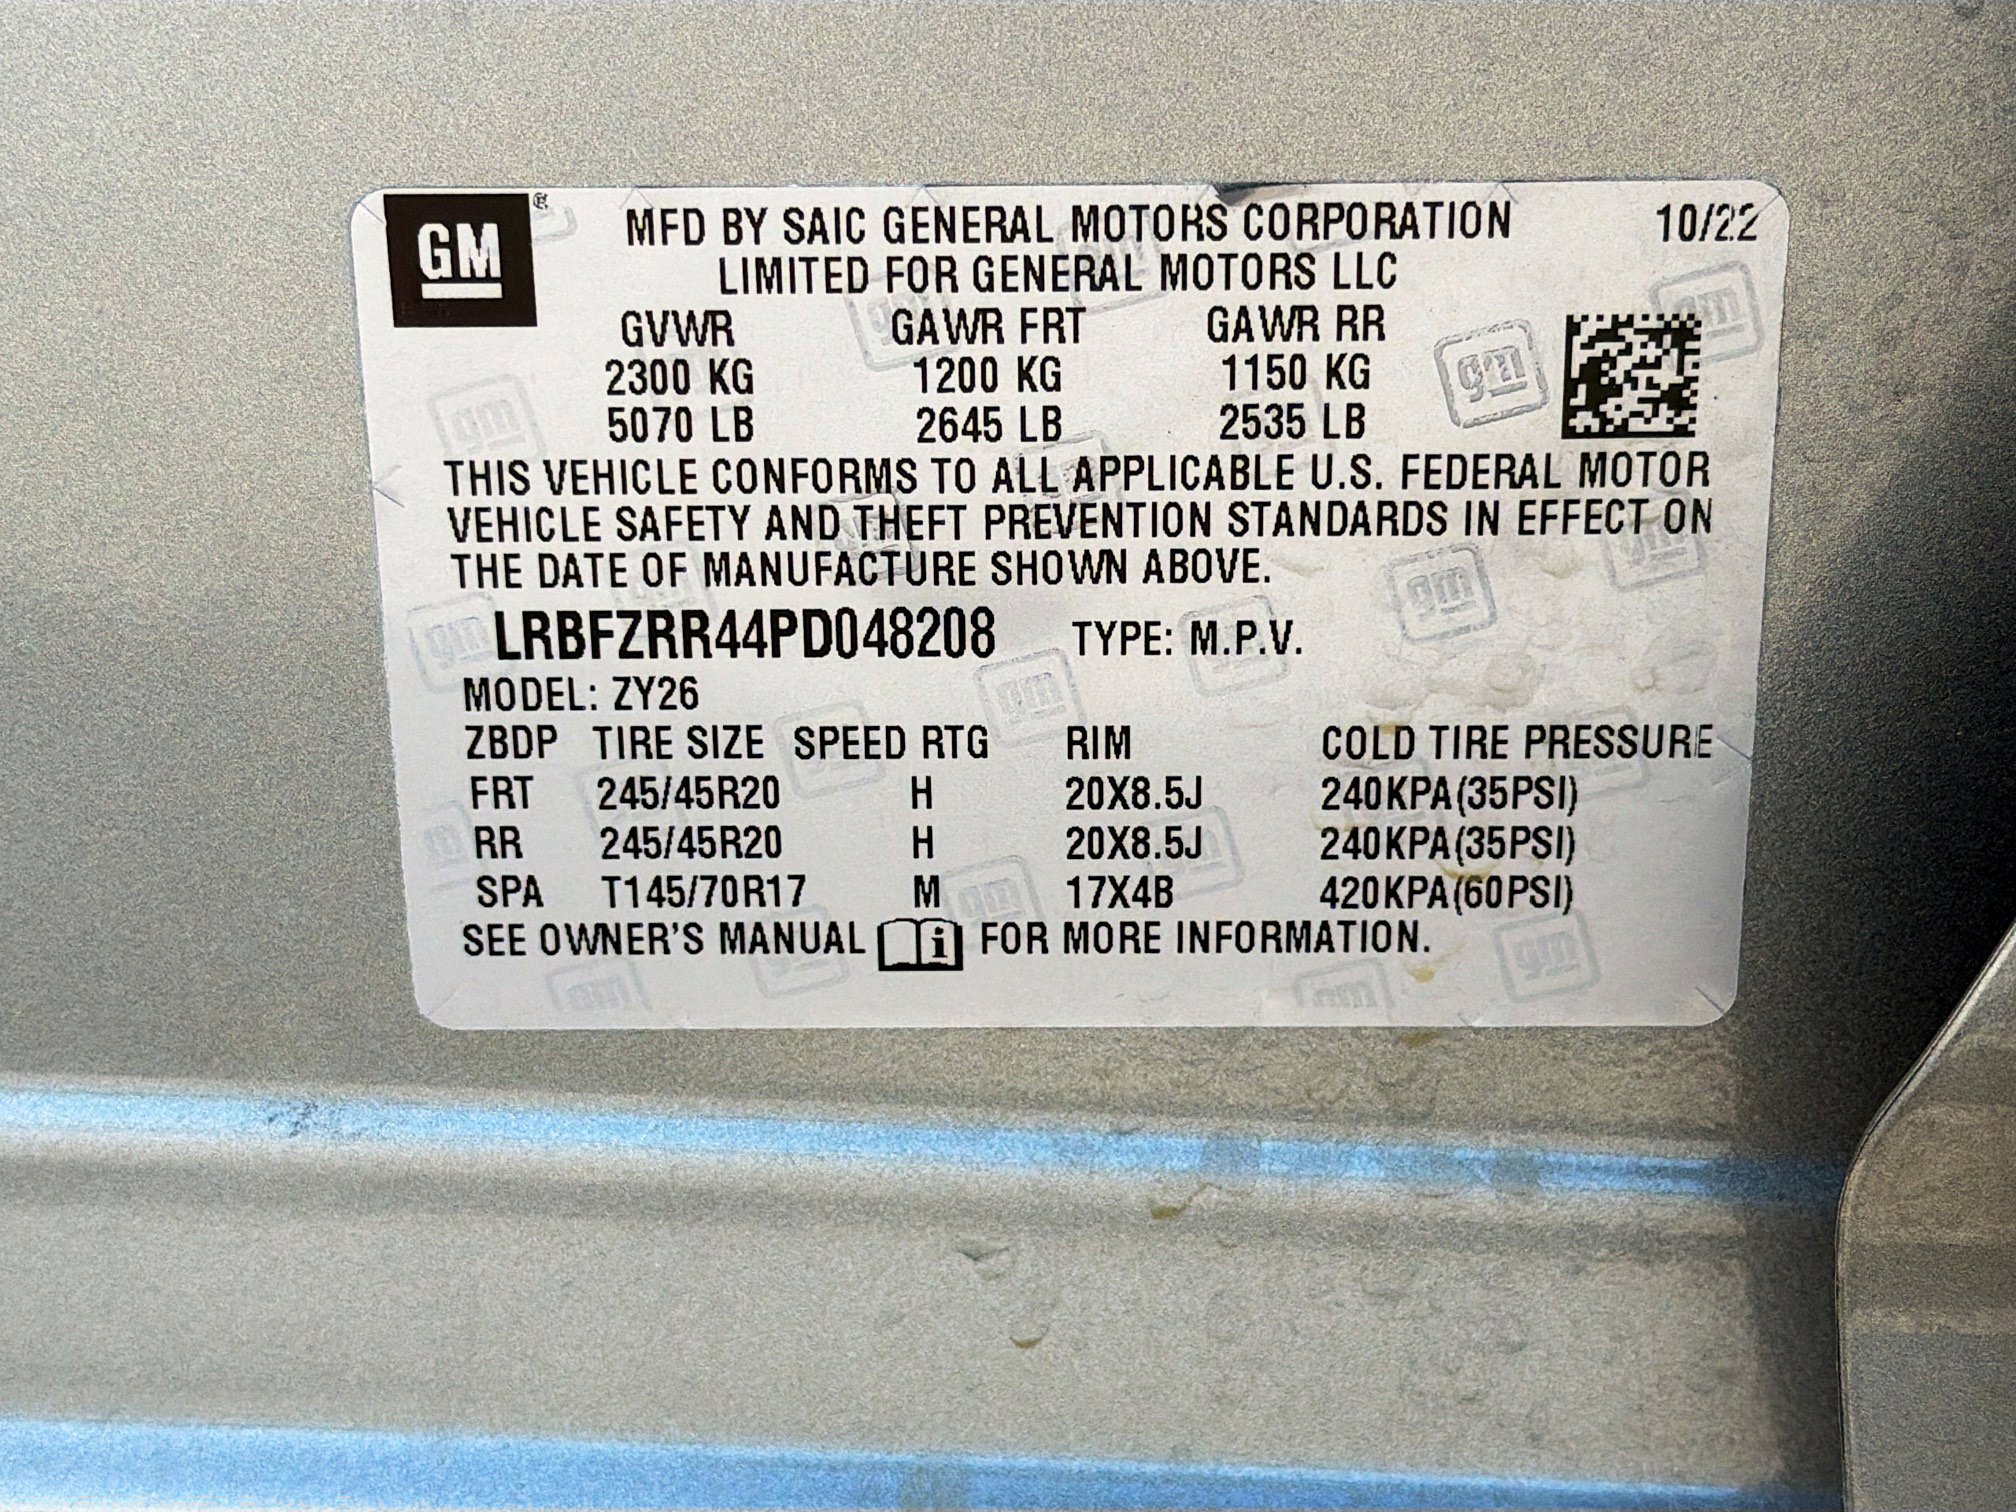 GM
MFD BY SAIC GENERAL MOTORS CORPORATION 10/22
LIMITED FOR GENERAL MOTORS LLC
GVWR GAWR FRT GAWR RR
2300 KG 1200 KG 1150 KG
5070 LB 2645 LB 2535 LB
THIS VEHICLE CONFORMS TO ALL APPLICABLE U.S. FEDERAL MOTOR
VEHICLE SAFETY AND THEFT PREVENTION STANDARDS IN EFFECT ON
THE DATE OF MANUFACTURE SHOWN ABOVE.
LRBFZRR44PD048208 TYPE: M.P.V.
MODEL: ZY26
ZBDP TIRE SIZE SPEED RTG RIM COLD TIRE PRESSURE
FRT 245/45R20 H 20X8.5J 240KPA(35PSI)
RR 245/45R20 H 20X8.5J 240KPA(35PSI)
SPA T145/70R17 M 17X4B 420KPA(60PSI)
SEE OWNER'S MANUAL i FOR MORE INFORMATION.